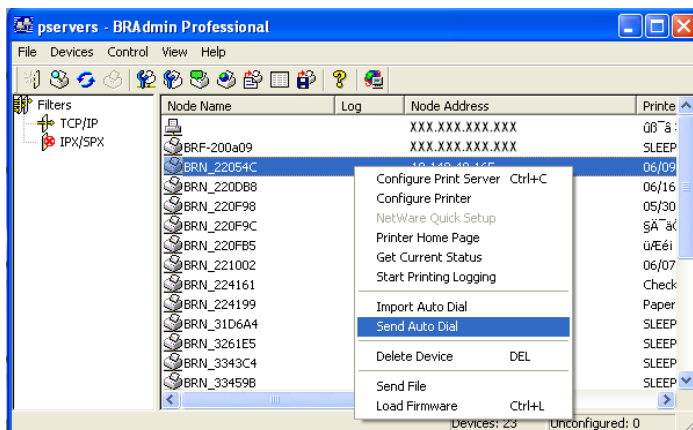 pservers - BRAdmin Professional
File Devices Control View Help
Filters
TCP/IP
IPX/SPX
Node Name Log Node Address Printe
XXX.XXX.XXX.XXX
BRF-200a09 XXX.XXX.XXX.XXX SLEEP
BRN_22054C 06/09
BRN_220DB8 06/16
BRN_220F98 05/30
BRN_220F9C
BRN_220FB5
BRN_221002 06/07
BRN_224161 Check
BRN_224199 Paper
BRN_31D6A4 SLEEP
BRN_3261E5 SLEEP
BRN_3343C4 SLEEP
BRN_33459B SLEEP
Configure Print Server Ctrl+C
Configure Printer
NetWare Quick Setup
Printer Home Page
Get Current Status
Start Printing Logging
Import Auto Dial
Send Auto Dial
Delete Device DEL
Send File
Load Firmware Ctrl+L
Devices: 23 Unconfigured: 0